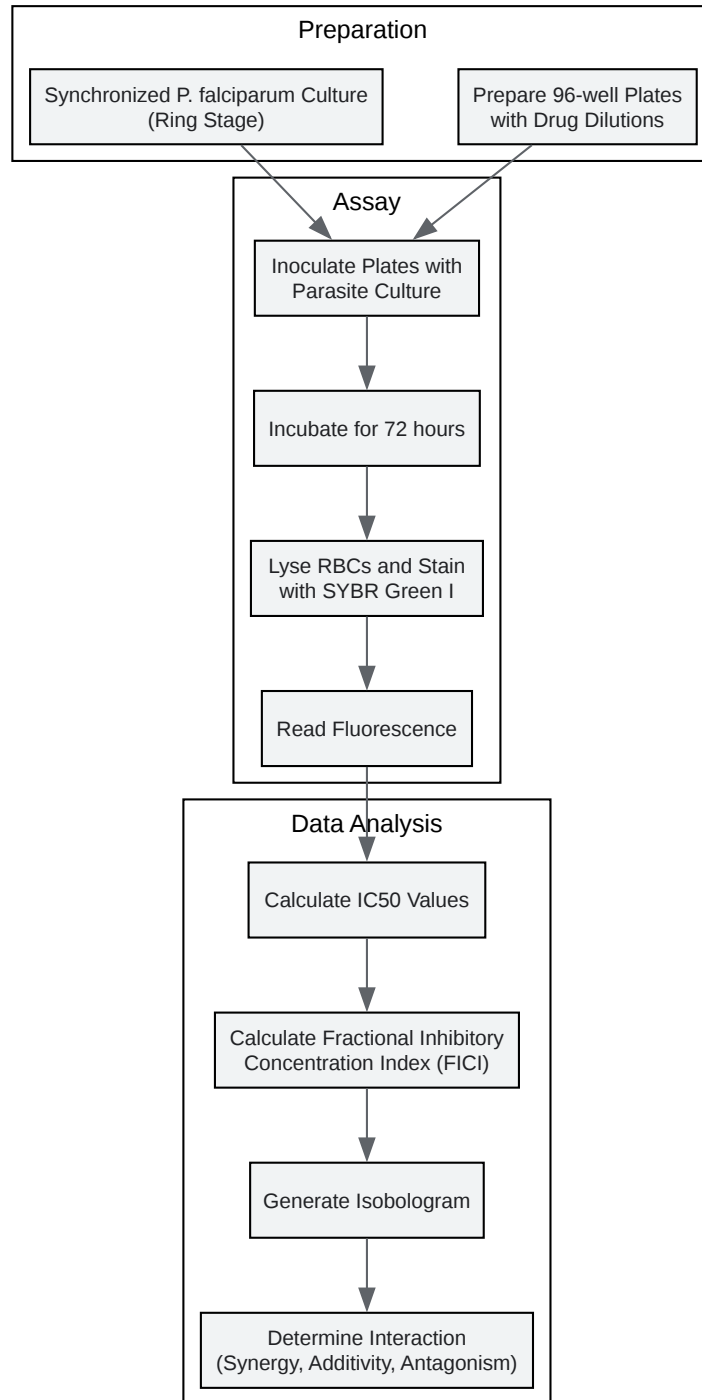 Preparation
Synchronized P. falciparum Culture
(Ring Stage)
Prepare 96-well Plates
with Drug Dilutions
Assay
Inoculate Plates with
Parasite Culture
Incubate for 72 hours
Lyse RBCs and Stain
with SYBR Green I
Read Fluorescence
Data Analysis
Calculate IC50 Values
Calculate Fractional Inhibitory
Concentration Index (FICI)
Generate Isobologram
Determine Interaction
(Synergy, Additivity, Antagonism)